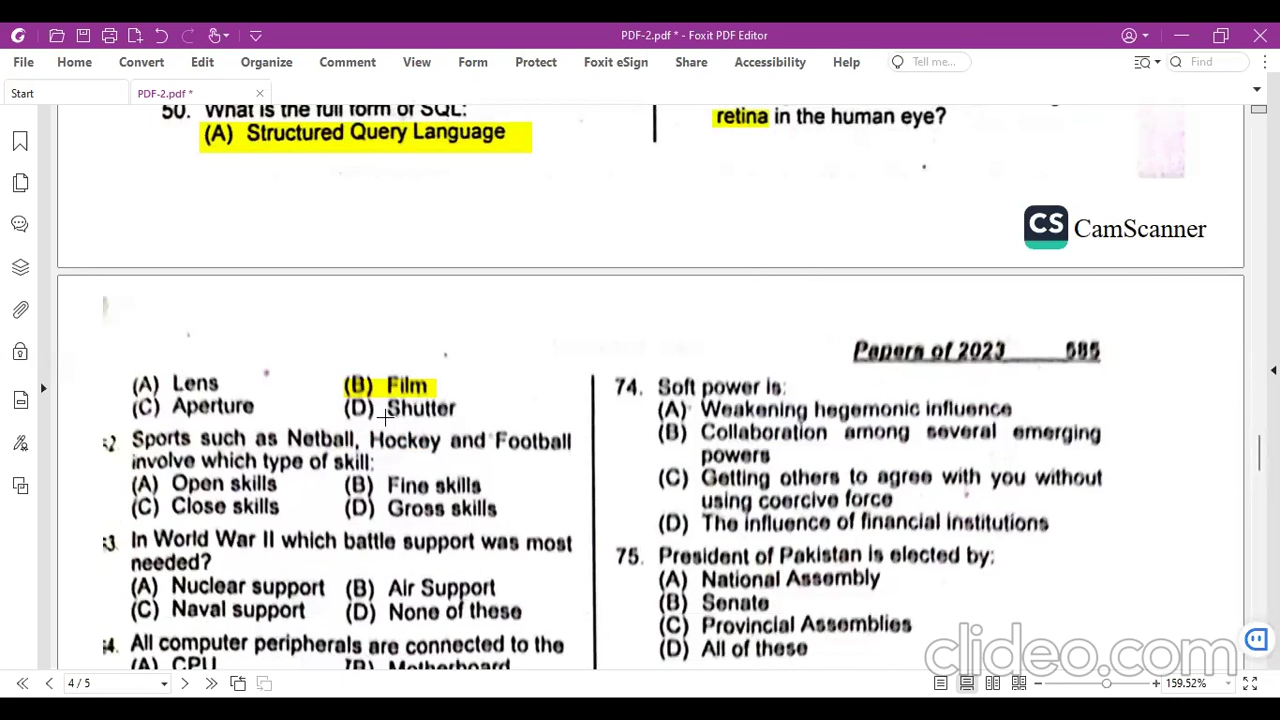 PDF-2.pdf * - Foxit PDF Editor
File Home Convert Edit Organize Comment View Form Protect Foxit eSign Share Accessibility Help Tell me... Find
Start PDF-2.pdf *
50. What is the full form of SQL:
(A) Structured Query Language
retina in the human eye?
CS CamScanner
Papers of 2023 585
(A) Lens (B) Film
(C) Aperture (D) Shutter
52. Sports such as Netball, Hockey and Football
involve which type of skill:
(A) Open skills (B) Fine skills
(C) Close skills (D) Gross skills
53. In World War II which battle support was most
needed?
(A) Nuclear support (B) Air Support
(C) Naval support (D) None of these
54. All computer peripherals are connected to the
(A) CPU (B) Motherboard
74. Soft power is:
(A) Weakening hegemonic influence
(B) Collaboration among several emerging
powers
(C) Getting others to agree with you without
using coercive force
(D) The influence of financial institutions
75. President of Pakistan is elected by:
(A) National Assembly
(B) Senate
(C) Provincial Assemblies
(D) All of these
clideo.com
4 / 5 159.52%